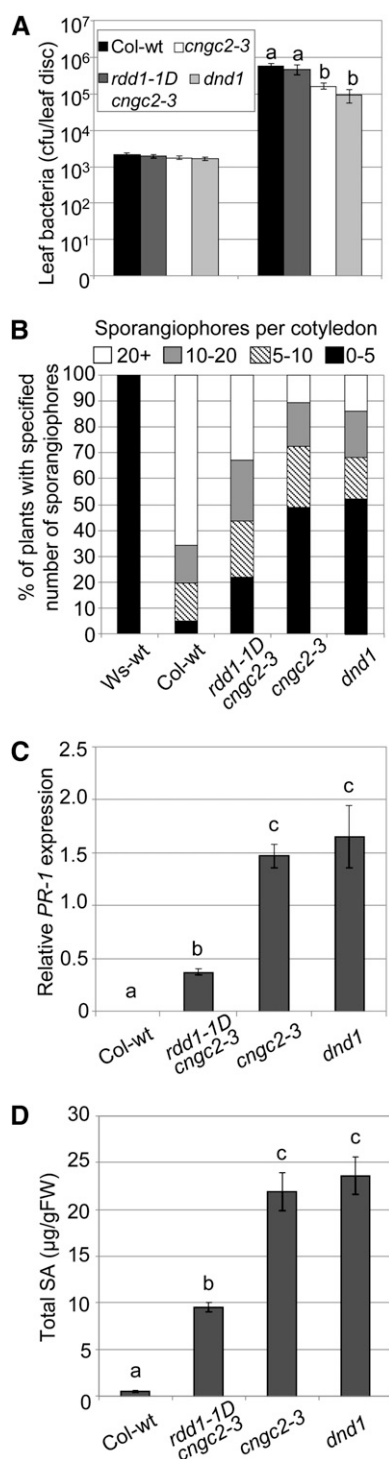 A
Leaf bacteria (cfu/leaf disc)
10⁷
10⁶
10⁵
10⁴
10³
10²
10¹
0
Col-wt
cngc2-3
rdd1-1D
cngc2-3
dnd1
a a b b
B
Sporangiophores per cotyledon
20+ 10-20 5-10 0-5
% of plants with specified
number of sporangiophores
100
90
80
70
60
50
40
30
20
10
0
Ws-wt
Col-wt
rdd1-1D
cngc2-3
cngc2-3
dnd1
C
Relative PR-1 expression
2.5
2.0
1.5
1.0
0.5
0
a b c c
Col-wt
rdd1-1D
cngc2-3
cngc2-3
dnd1
D
Total SA (µg/gFW)
30
25
20
15
10
5
0
a b c c
Col-wt
rdd1-1D
cngc2-3
cngc2-3
dnd1